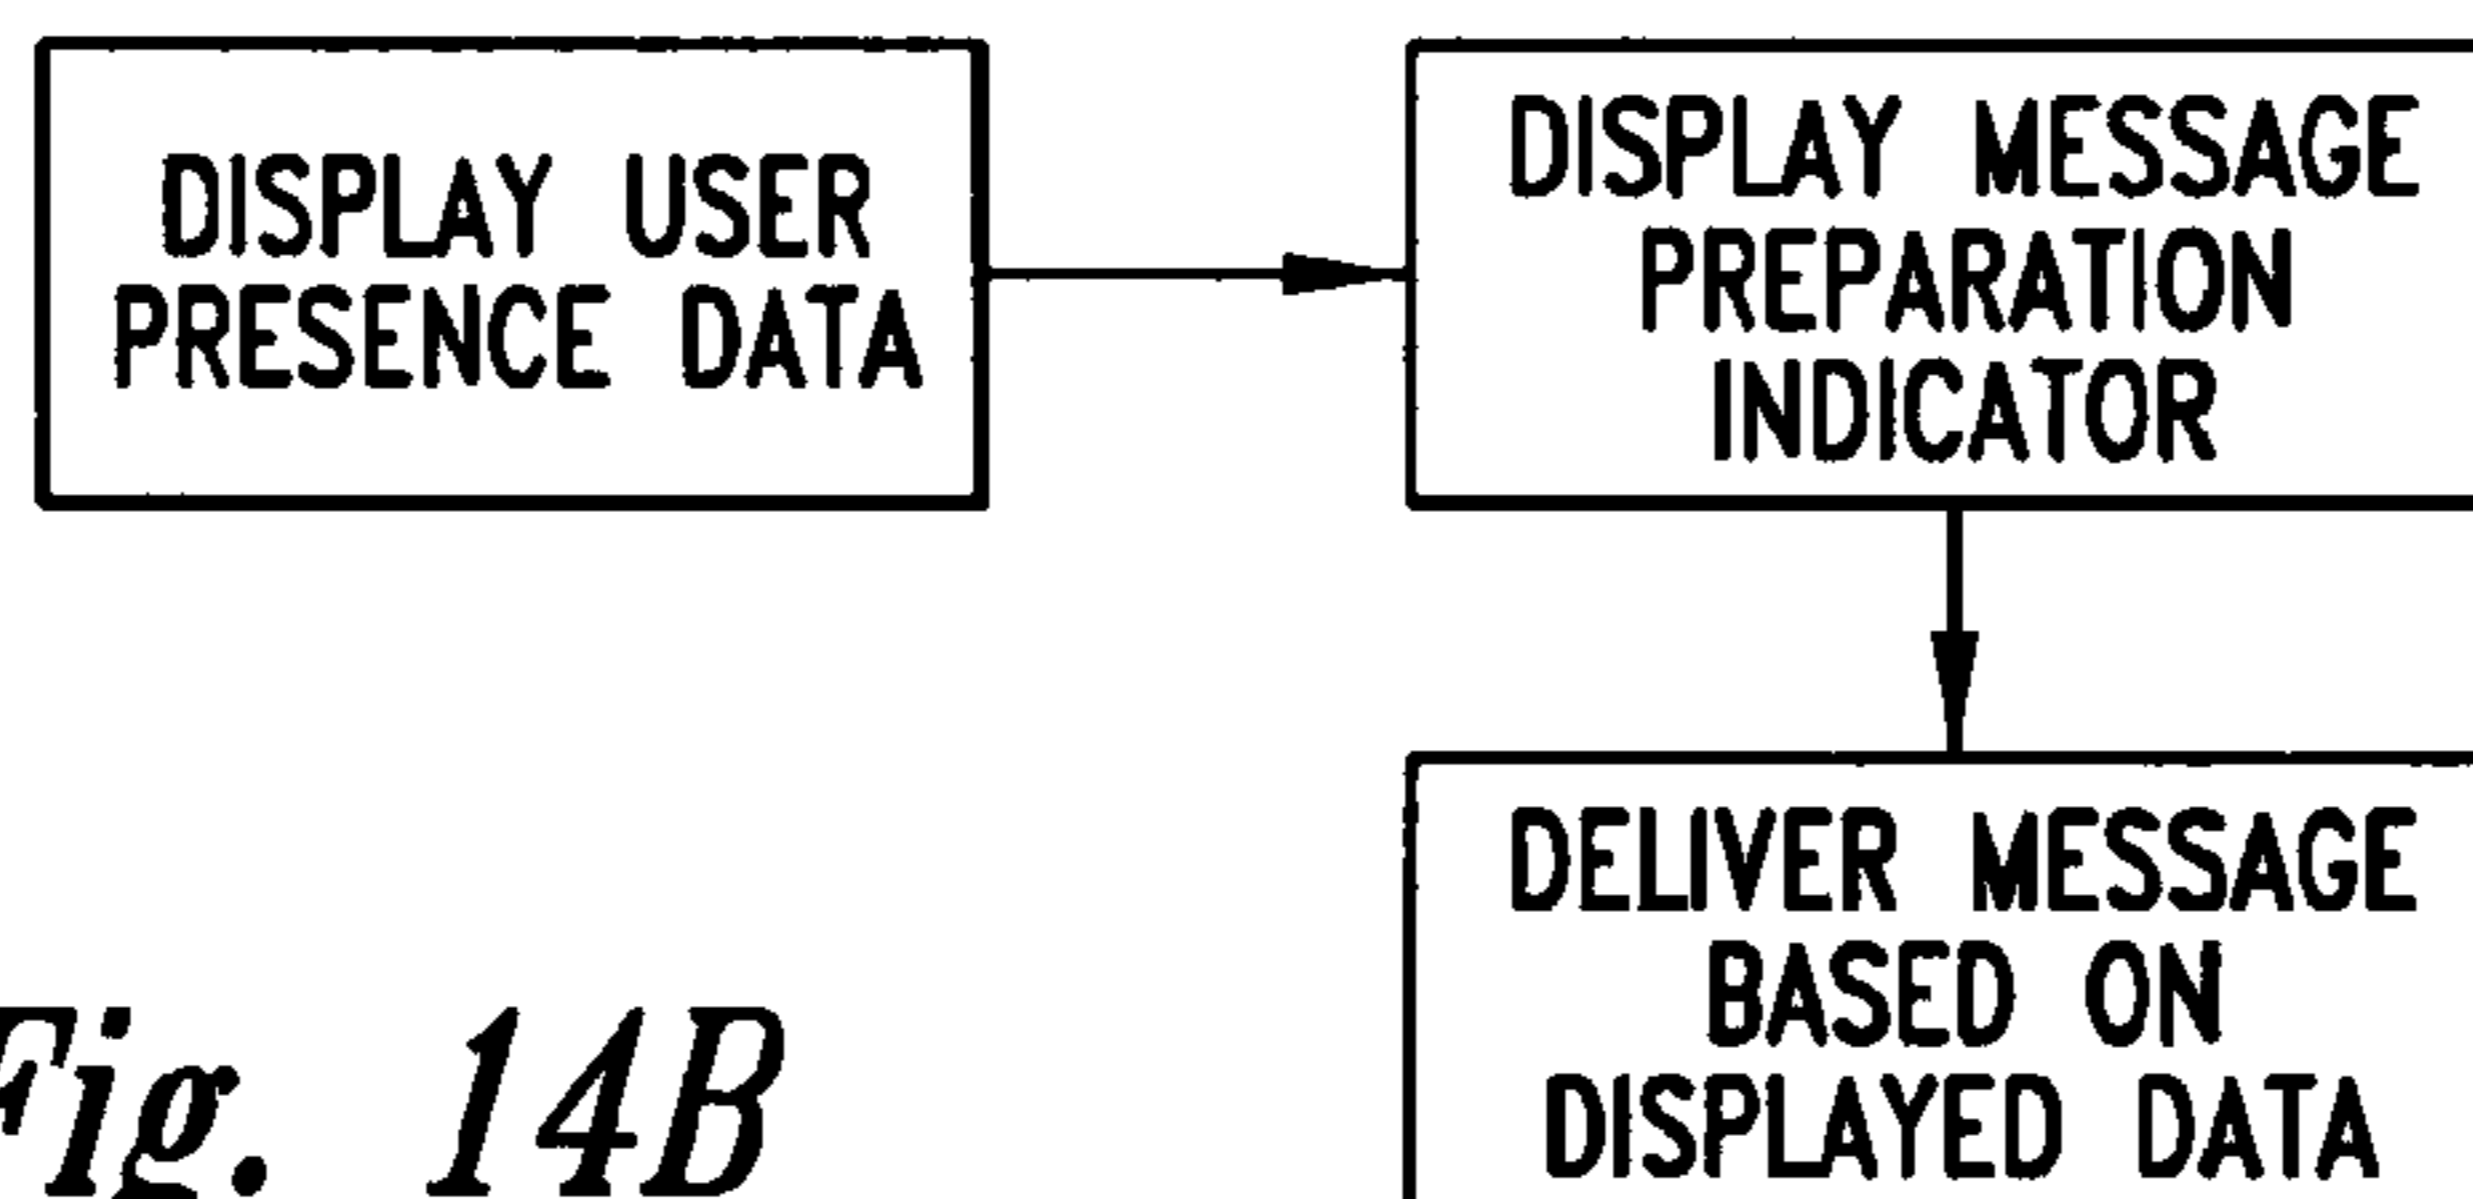 DISPLAY USER
PRESENCE DATA
DISPLAY MESSAGE
PREPARATION
INDICATOR
DELIVER MESSAGE
BASED ON
DISPLAYED DATA
Fig. 14B